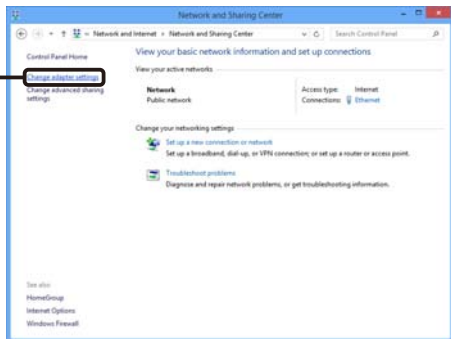 Network and Sharing Center
Network and Internet
Network and Sharing Center
Search Control Panel
Control Panel Home
Change adapter settings
Change advanced sharing
settings
View your basic network information and set up connections
View your active networks
Network
Public network
Access type: Internet
Connections: Ethernet
Change your networking settings
Set up a new connection or network
Set up a broadband, dial-up, or VPN connection; or set up a router or access point.
Troubleshoot problems
Diagnose and repair network problems, or get troubleshooting information.
See also
HomeGroup
Internet Options
Windows Firewall